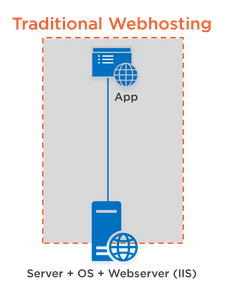 Traditional Webhosting
App
Server + OS + Webserver (IIS)